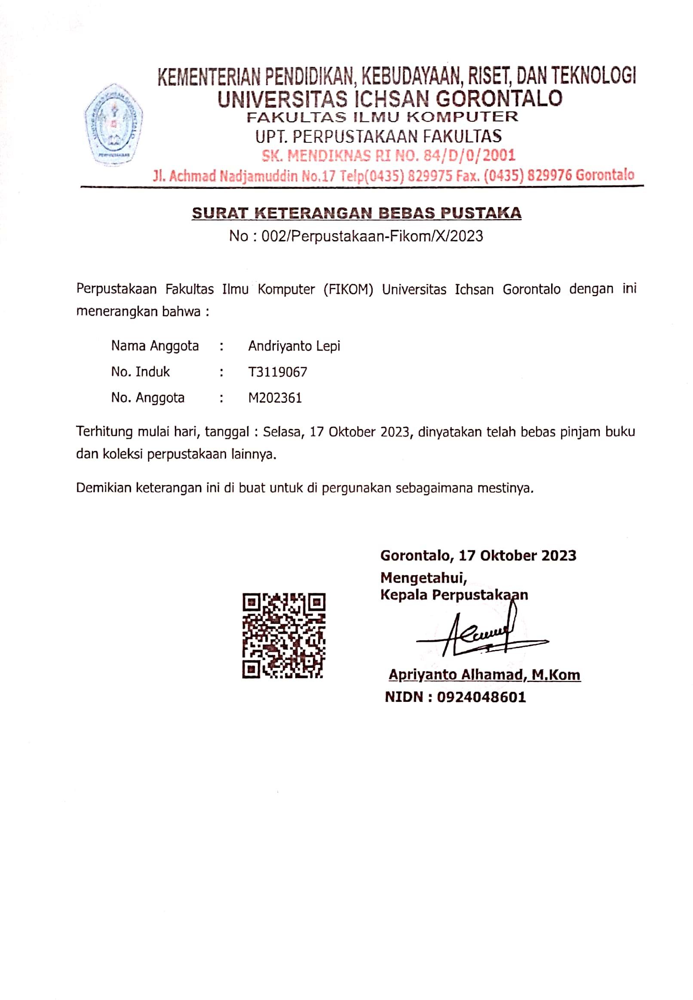 KEMENTERIAN PENDIDIKAN, KEBUDAYAAN, RISET, DAN TEKNOLOGI
UNIVERSITAS ICHSAN GORONTALO
FAKULTAS ILMU KOMPUTER
UPT. PERPUSTAKAAN FAKULTAS
SK. MENDIKNAS RI NO. 84/D/0/2001
Jl. Achmad Nadjamuddin No.17 Telp(0435) 829975 Fax. (0435) 829976 Gorontalo
UNIVERSITAS ICHSAN GORONTALO
PERPUSTAKAAN
SURAT KETERANGAN BEBAS PUSTAKA
No : 002/Perpustakaan-Fikom/X/2023
Perpustakaan Fakultas Ilmu Komputer (FIKOM) Universitas Ichsan Gorontalo dengan ini
menerangkan bahwa :
Nama Anggota : Andriyanto Lepi
No. Induk : T3119067
No. Anggota : M202361
Terhitung mulai hari, tanggal : Selasa, 17 Oktober 2023, dinyatakan telah bebas pinjam buku
dan koleksi perpustakaan lainnya.
Demikian keterangan ini di buat untuk di pergunakan sebagaimana mestinya.
Gorontalo, 17 Oktober 2023
Mengetahui,
Kepala Perpustakaan
Apriyanto Alhamad, M.Kom
NIDN : 0924048601